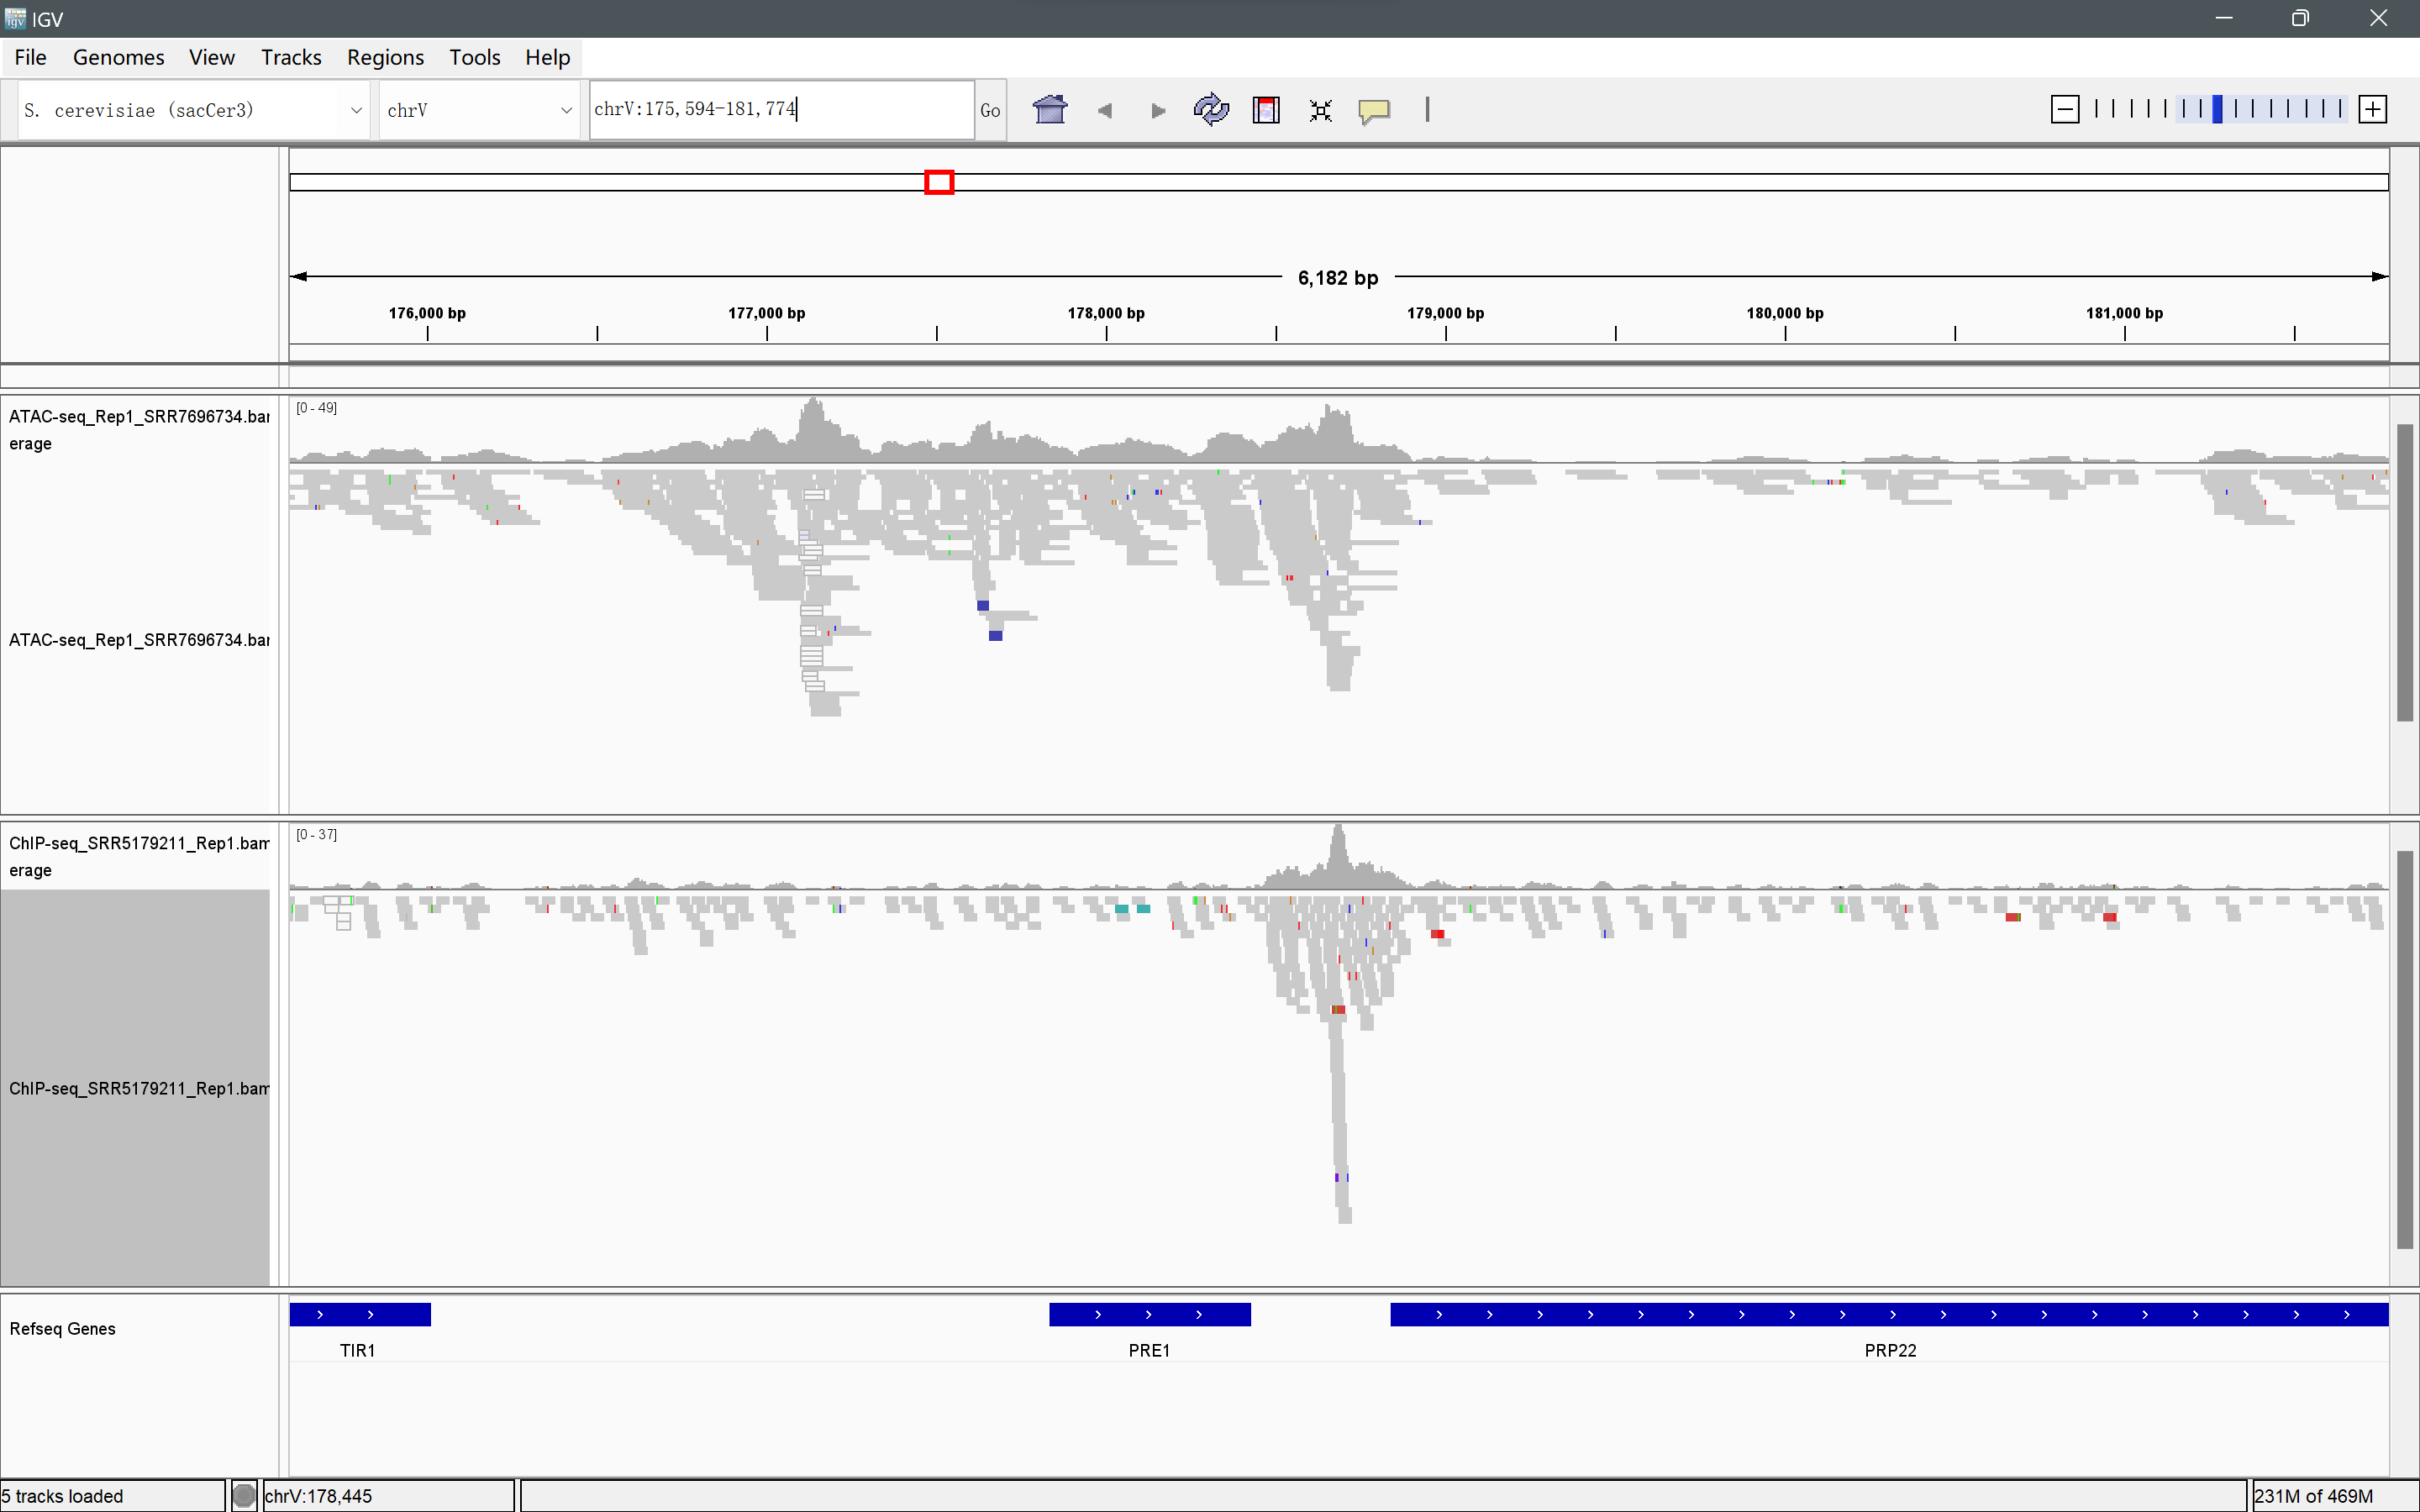 IGV
File Genomes View Tracks Regions Tools Help
S. cerevisiae (sacCer3) chrV chrV:175,594-181,774 Go
6,182 bp
176,000 bp 177,000 bp 178,000 bp 179,000 bp 180,000 bp 181,000 bp
ATAC-seq_Rep1_SRR7696734.bar [0 - 49]
erage
ATAC-seq_Rep1_SRR7696734.bar
ChIP-seq_SRR5179211_Rep1.bam [0 - 37]
erage
ChIP-seq_SRR5179211_Rep1.bam
Refseq Genes
TIR1 PRE1 PRP22
5 tracks loaded chrV:178,445 231M of 469M